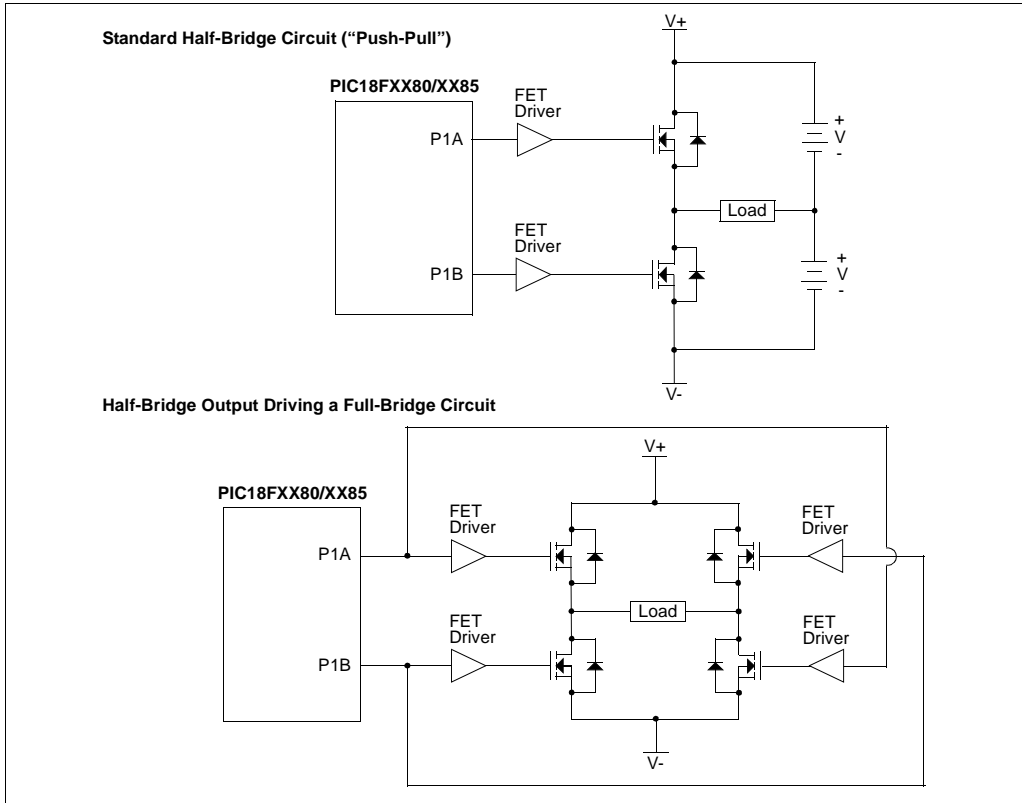 Standard Half-Bridge Circuit (“Push-Pull”)
PIC18FXX80/XX85
FET
Driver
P1A
FET
Driver
P1B
V+
Load
+
V
-
+
V
-
V-
Half-Bridge Output Driving a Full-Bridge Circuit
PIC18FXX80/XX85
P1A
FET
Driver
P1B
FET
Driver
V+
Load
FET
Driver
FET
Driver
V-